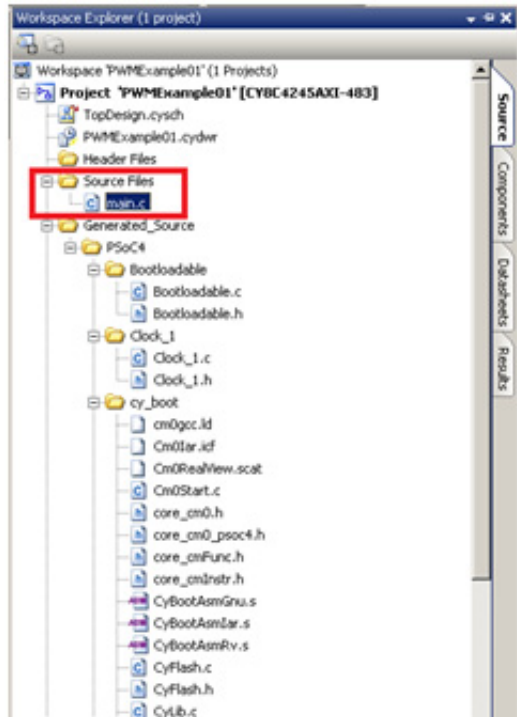 Workspace Explorer (1 project)
Workspace 'PWMExample01' (1 Projects)
Project 'PWMExample01' [CY8C4245AXI-483]
TopDesign.cysch
PWMExample01.cydwr
Header Files
Source Files
main.c
Generated_Source
PSoC4
Bootloadable
Bootloadable.c
Bootloadable.h
Clock_1
Clock_1.c
Clock_1.h
cy_boot
cm0gcc.ld
Cm0Iar.icf
Cm0RealView.scat
Cm0Start.c
core_cm0.h
core_cm0_psoc4.h
core_cmFunc.h
core_cmInstr.h
CyBootAsmGnu.s
CyBootAsmIar.s
CyBootAsmRv.s
CyFlash.c
CyFlash.h
CyLib.c
Source
Components
Datasheets
Results